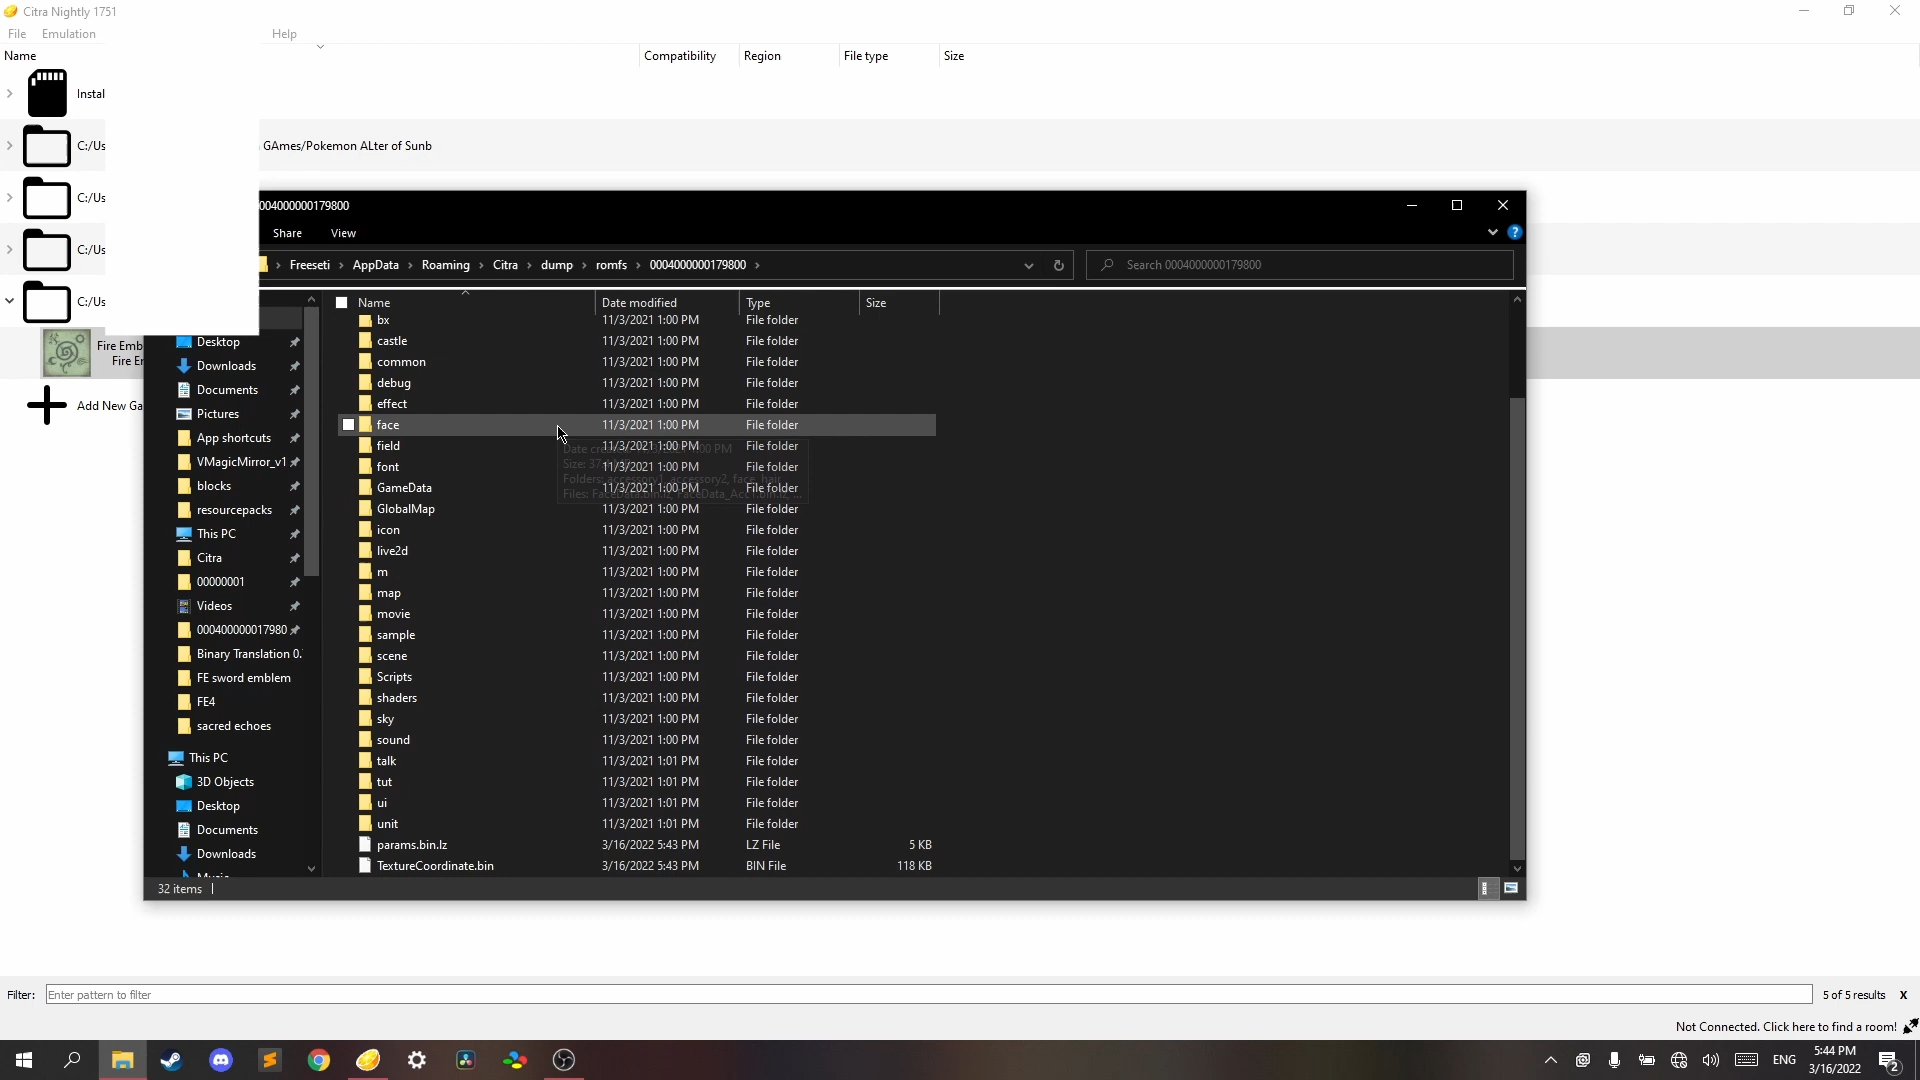 Citra Nightly 1751
File Emulation Help
Name Compatibility Region File type Size
Instal
C:/Us GAmes/Pokemon ALter of Sunb
C:/Us
C:/Us
C:/Us
Fire Emb
Fire Er
Add New Ga
004000000179800
Share View
Freeseti > AppData > Roaming > Citra > dump > romfs > 0004000000179800 >
Search 0004000000179800
Desktop
Downloads
Documents
Pictures
App shortcuts
VMagicMirror_v1
blocks
resourcepacks
This PC
Citra
00000001
Videos
000400000017980
Binary Translation 0.
FE sword emblem
FE4
sacred echoes
This PC
3D Objects
Desktop
Documents
Downloads
Music
Name Date modified Type Size
bx 11/3/2021 1:00 PM File folder
castle 11/3/2021 1:00 PM File folder
common 11/3/2021 1:00 PM File folder
debug 11/3/2021 1:00 PM File folder
effect 11/3/2021 1:00 PM File folder
face 11/3/2021 1:00 PM File folder
field 11/3/2021 1:00 PM File folder
font 11/3/2021 1:00 PM File folder
GameData 11/3/2021 1:00 PM File folder
GlobalMap 11/3/2021 1:00 PM File folder
icon 11/3/2021 1:00 PM File folder
live2d 11/3/2021 1:00 PM File folder
m 11/3/2021 1:00 PM File folder
map 11/3/2021 1:00 PM File folder
movie 11/3/2021 1:00 PM File folder
sample 11/3/2021 1:00 PM File folder
scene 11/3/2021 1:00 PM File folder
Scripts 11/3/2021 1:00 PM File folder
shaders 11/3/2021 1:00 PM File folder
sky 11/3/2021 1:00 PM File folder
sound 11/3/2021 1:00 PM File folder
talk 11/3/2021 1:01 PM File folder
tut 11/3/2021 1:01 PM File folder
ui 11/3/2021 1:01 PM File folder
unit 11/3/2021 1:01 PM File folder
params.bin.lz 3/16/2022 5:43 PM LZ File 5 KB
TextureCoordinate.bin 3/16/2022 5:43 PM BIN File 118 KB
32 items
Filter: Enter pattern to filter 5 of 5 results X
Not Connected. Click here to find a room!
ENG
5:44 PM
3/16/2022
2